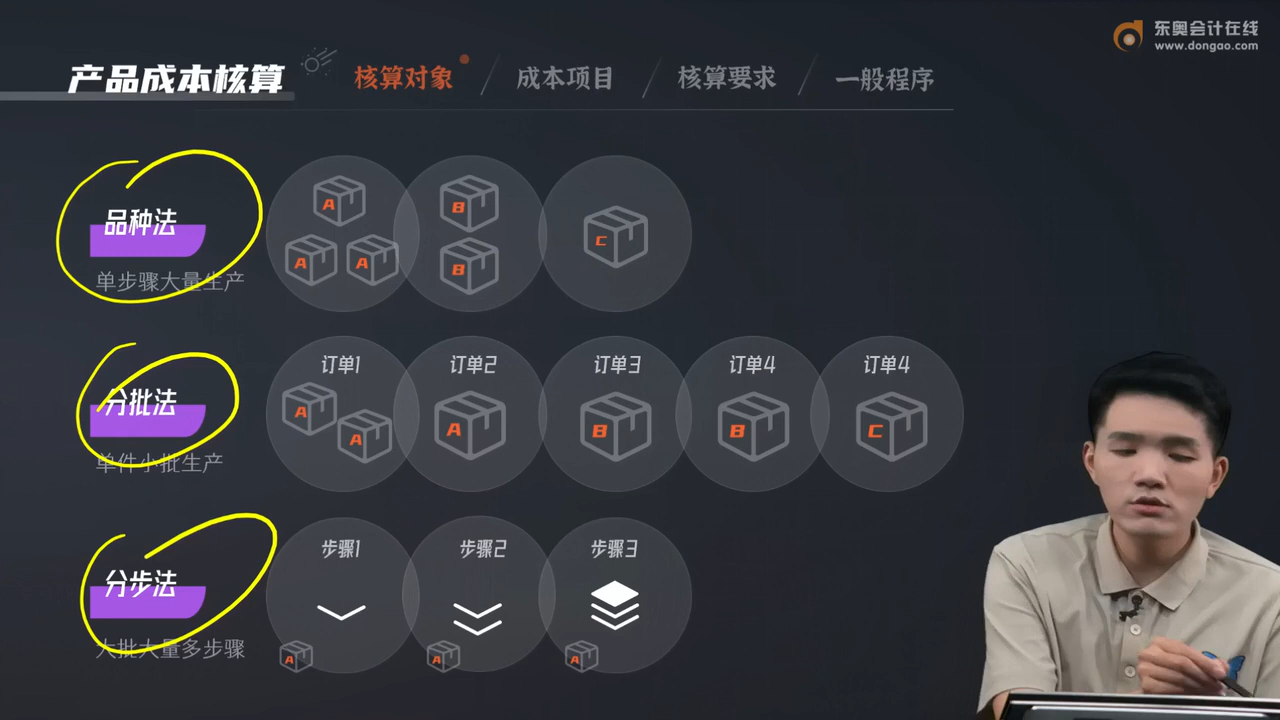 东奥会计在线
www.dongao.com
产品成本核算 核算对象 / 成本项目 / 核算要求 / 一般程序
品种法
单步骤大量生产
A
A A
B
B
C
分批法
单件小批生产
订单1 订单2 订单3 订单4 订单4
A A A B B C
分步法
大批大量多步骤
步骤1 步骤2 步骤3
A A A